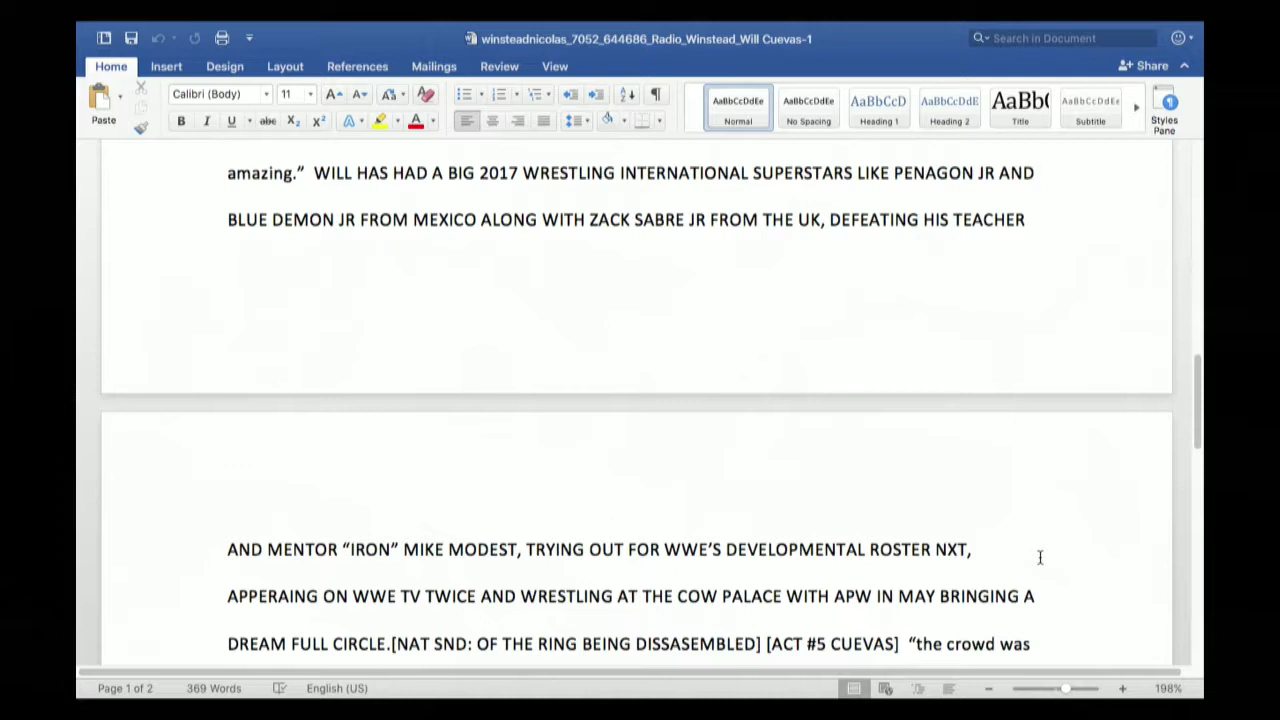 winsteadnicolas_7052_644686_Radio_Winstead_Will Cuevas-1
Search in Document
Home Insert Design Layout References Mailings Review View
Share
Paste
Calibri (Body) 11
B I U abc X₂ X² A A
AaBbCcDdEe AaBbCcDdEe AaBbCcD AaBbCcDdE AaBb( AaBbCcDdEe
Normal No Spacing Heading 1 Heading 2 Title Subtitle
Styles
Pane
amazing.” WILL HAS HAD A BIG 2017 WRESTLING INTERNATIONAL SUPERSTARS LIKE PENAGON JR AND
BLUE DEMON JR FROM MEXICO ALONG WITH ZACK SABRE JR FROM THE UK, DEFEATING HIS TEACHER
AND MENTOR “IRON” MIKE MODEST, TRYING OUT FOR WWE’S DEVELOPMENTAL ROSTER NXT,
APPERAING ON WWE TV TWICE AND WRESTLING AT THE COW PALACE WITH APW IN MAY BRINGING A
DREAM FULL CIRCLE.[NAT SND: OF THE RING BEING DISSASEMBLED] [ACT #5 CUEVAS] “the crowd was
Page 1 of 2 369 Words English (US) 198%